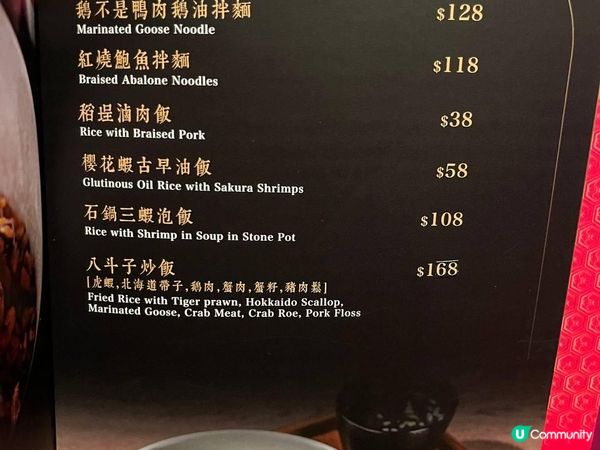 鵝不是鴨肉鵝油拌麵
$128
Marinated Goose Noodle
紅燒鮑魚拌麵
$118
Braised Abalone Noodles
稻埕滷肉飯
$38
Rice with Braised Pork
櫻花蝦古早油飯
$58
Glutinous Oil Rice with Sakura Shrimps
石鍋三蝦泡飯
$108
Rice with Shrimp in Soup in Stone Pot
八斗子炒飯
$168
[虎蝦,北海道帶子,鵝肉,蟹肉,蟹籽,豬肉鬆]
Fried Rice with Tiger prawn, Hokkaido Scallop,
Marinated Goose, Crab Meat, Crab Roe, Pork Floss
U Community